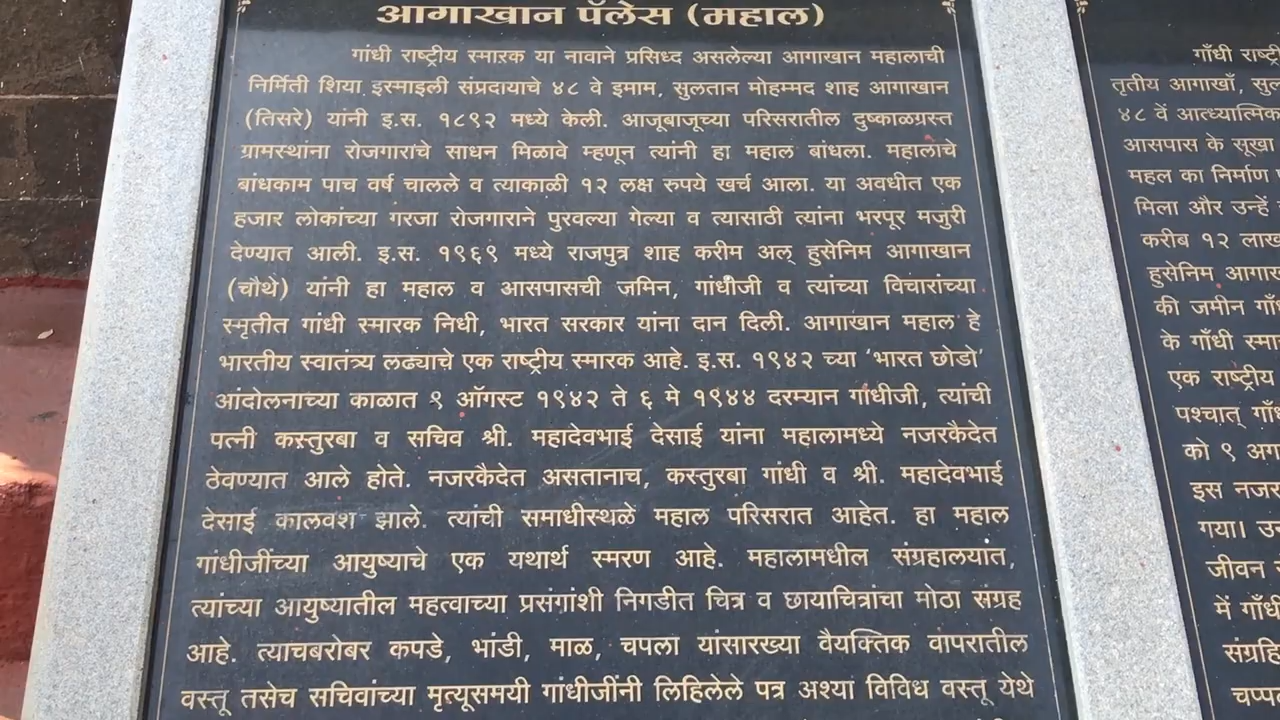 आगाखान पॅलेस (महाल)
गांधी राष्ट्रीय स्मारक या नावाने प्रसिध्द असलेल्या आगाखान महालाची
निर्मिती शिया इस्माइली संप्रदायाचे ४८ वे इमाम, सुलतान मोहम्मद शाह आगाखान
(तिसरे) यांनी इ.स. १८९२ मध्ये केली. आजूबाजूच्या परिसरातील दुष्काळग्रस्त
ग्रामस्थांना रोजगाराचे साधन मिळावे म्हणून त्यांनी हा महाल बांधला. महालाचे
बांधकाम पाच वर्ष चालले व त्याकाळी १२ लक्ष रुपये खर्च आला. या अवधीत एक
हजार लोकांच्या गरजा रोजगाराने पुरवल्या गेल्या व त्यासाठी त्यांना भरपूर मजुरी
देण्यात आली. इ.स. १९६९ मध्ये राजपुत्र शाह करीम अल् हुसेनिम आगाखान
(चौथे) यांनी हा महाल व आसपासची जमिन, गांधीजी व त्यांच्या विचारांच्या
स्मृतीत गांधी स्मारक निधी, भारत सरकार यांना दान दिली. आगाखान महाल हे
भारतीय स्वातंत्र्य लढ्याचे एक राष्ट्रीय स्मारक आहे. इ.स. १९४२ च्या 'भारत छोडो'
आंदोलनाच्या काळात ९ ऑगस्ट १९४२ ते ६ मे १९४४ दरम्यान गांधीजी, त्यांची
पत्नी कस्तुरबा व सचिव श्री. महादेवभाई देसाई यांना महालामध्ये नजरकैदेत
ठेवण्यात आले होते. नजरकैदेत असतानाच, कस्तुरबा गांधी व श्री. महादेवभाई
देसाई कालवश झाले. त्यांची समाधीस्थळे महाल परिसरात आहेत. हा महाल
गांधीजींच्या आयुष्याचे एक यथार्थ स्मरण आहे. महालामधील संग्रहालयात,
त्यांच्या आयुष्यातील महत्वाच्या प्रसंगांशी निगडीत चित्र व छायाचित्रांचा मोठा संग्रह
आहे. त्याचबरोबर कपडे, भांडी, माळ, चपला यांसारख्या वैयक्तिक वापरातील
वस्तू तसेच सचिवांच्या मृत्यूसमयी गांधीजींनी लिहिलेले पत्र अश्या विविध वस्तू येथे
गाँधी
तृतीय आगाखाँ,
४८ वें
आसपास के सूखा
महल का निर्माण
मिला और उन्हें
करीब १२
हुसेनिम
की जमीन
के गाँधी
एक राष्ट्रीय
पश्चात्
को ९
इस
गया।
जीवन
में